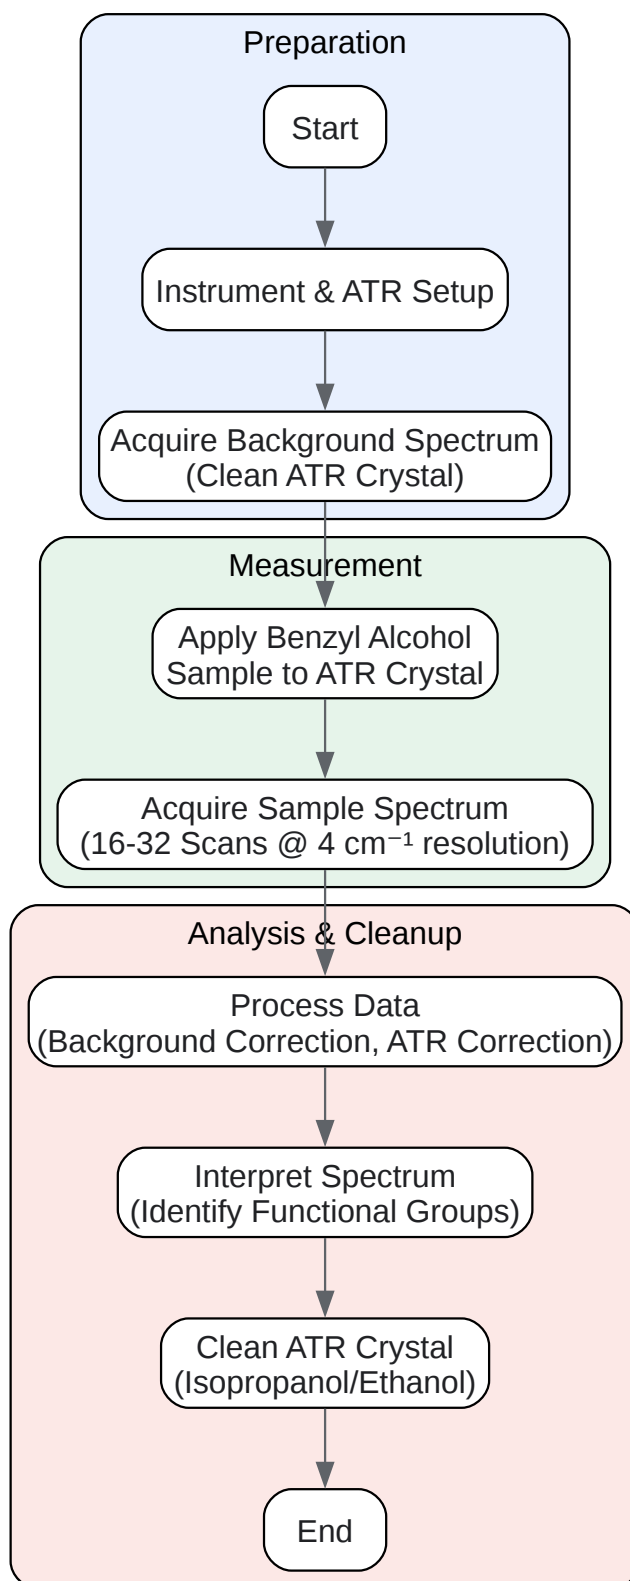 Preparation
Start
Instrument & ATR Setup
Acquire Background Spectrum
(Clean ATR Crystal)
Measurement
Apply Benzyl Alcohol
Sample to ATR Crystal
Acquire Sample Spectrum
(16-32 Scans @ 4 cm⁻¹ resolution)
Analysis & Cleanup
Process Data
(Background Correction, ATR Correction)
Interpret Spectrum
(Identify Functional Groups)
Clean ATR Crystal
(Isopropanol/Ethanol)
End